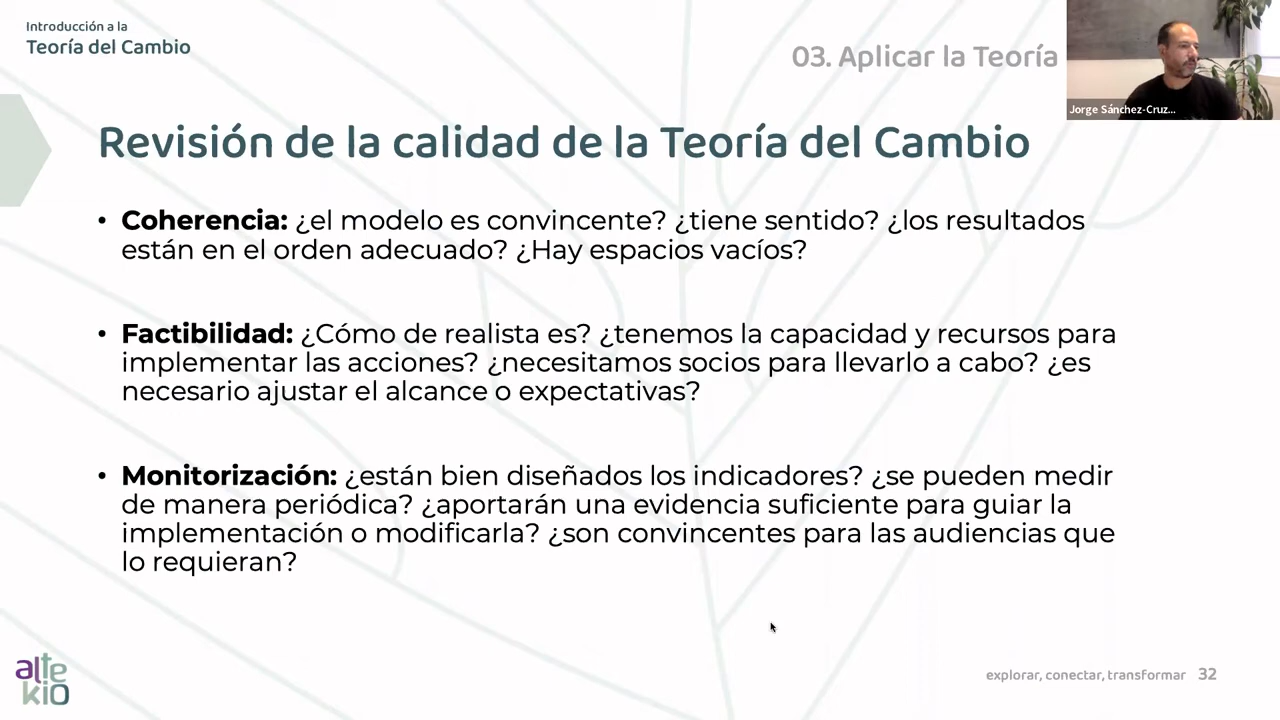 Introducción a la
Teoría del Cambio
03. Aplicar la Teoría
Jorge Sánchez-Cruz...
Revisión de la calidad de la Teoría del Cambio
• Coherencia: ¿el modelo es convincente? ¿tiene sentido? ¿los resultados
están en el orden adecuado? ¿Hay espacios vacíos?
• Factibilidad: ¿Cómo de realista es? ¿tenemos la capacidad y recursos para
implementar las acciones? ¿necesitamos socios para llevarlo a cabo? ¿es
necesario ajustar el alcance o expectativas?
• Monitorización: ¿están bien diseñados los indicadores? ¿se pueden medir
de manera periódica? ¿aportarán una evidencia suficiente para guiar la
implementación o modificarla? ¿son convincentes para las audiencias que
lo requieran?
alte
kio
explorar, conectar, transformar 32